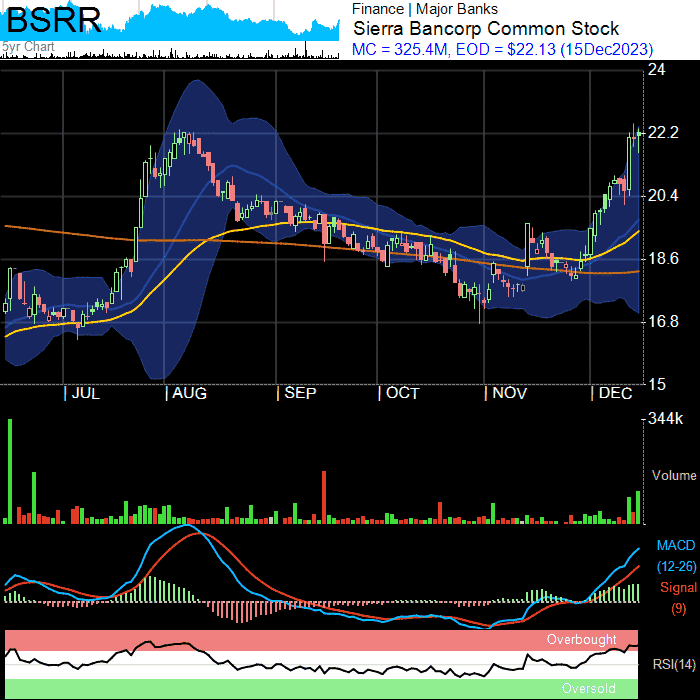 BSRR
5yr Chart
Finance | Major Banks
Sierra Bancorp Common Stock
MC = 325.4M, EOD = $22.13 (15Dec2023)
24
22.2
20.4
18.6
16.8
15
| JUL | AUG | SEP | OCT | NOV | DEC
344k
Volume
MACD
(12-26)
Signal
(9)
Overbought
RSI(14)
Oversold